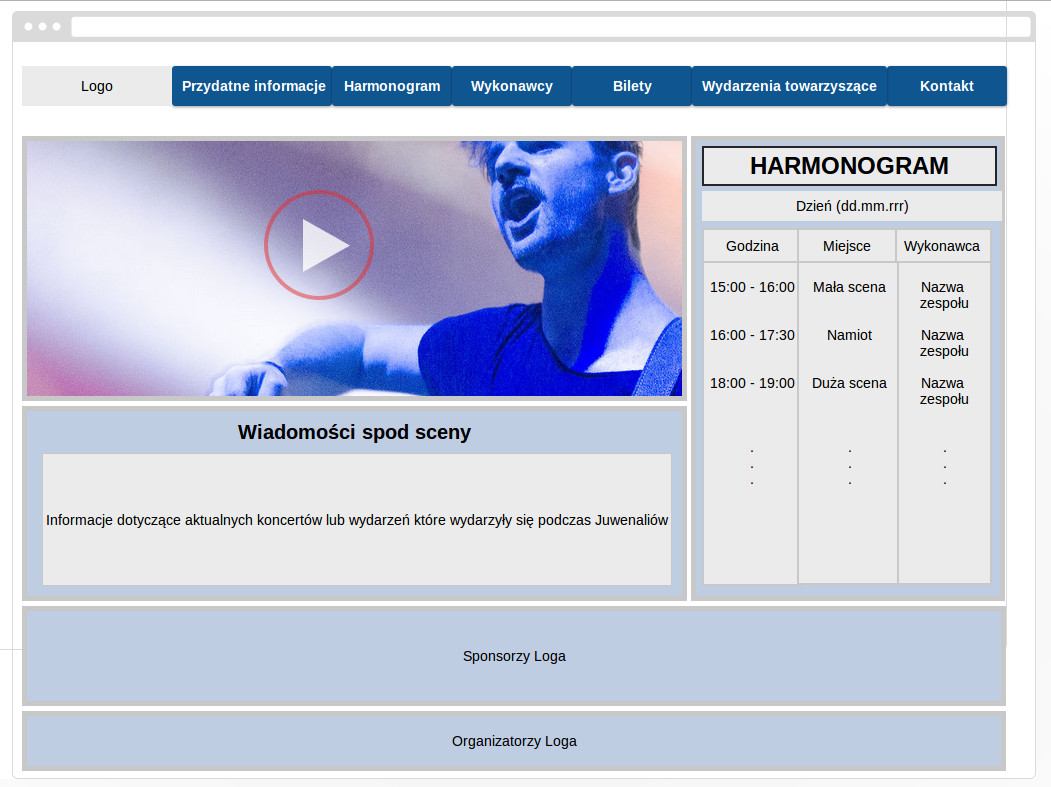 Logo Przydatne informacje Harmonogram Wykonawcy Bilety Wydarzenia towarzyszące Kontakt
HARMONOGRAM
Dzień (dd.mm.rrr)
Godzina Miejsce Wykonawca
15:00 - 16:00 Mała scena Nazwa
zespołu
16:00 - 17:30 Namiot Nazwa
zespołu
18:00 - 19:00 Duża scena Nazwa
zespołu
. . .
. . .
. . .
Wiadomości spod sceny
Informacje dotyczące aktualnych koncertów lub wydarzeń które wydarzyły się podczas Juwenaliów
Sponsorzy Loga
Organizatorzy Loga